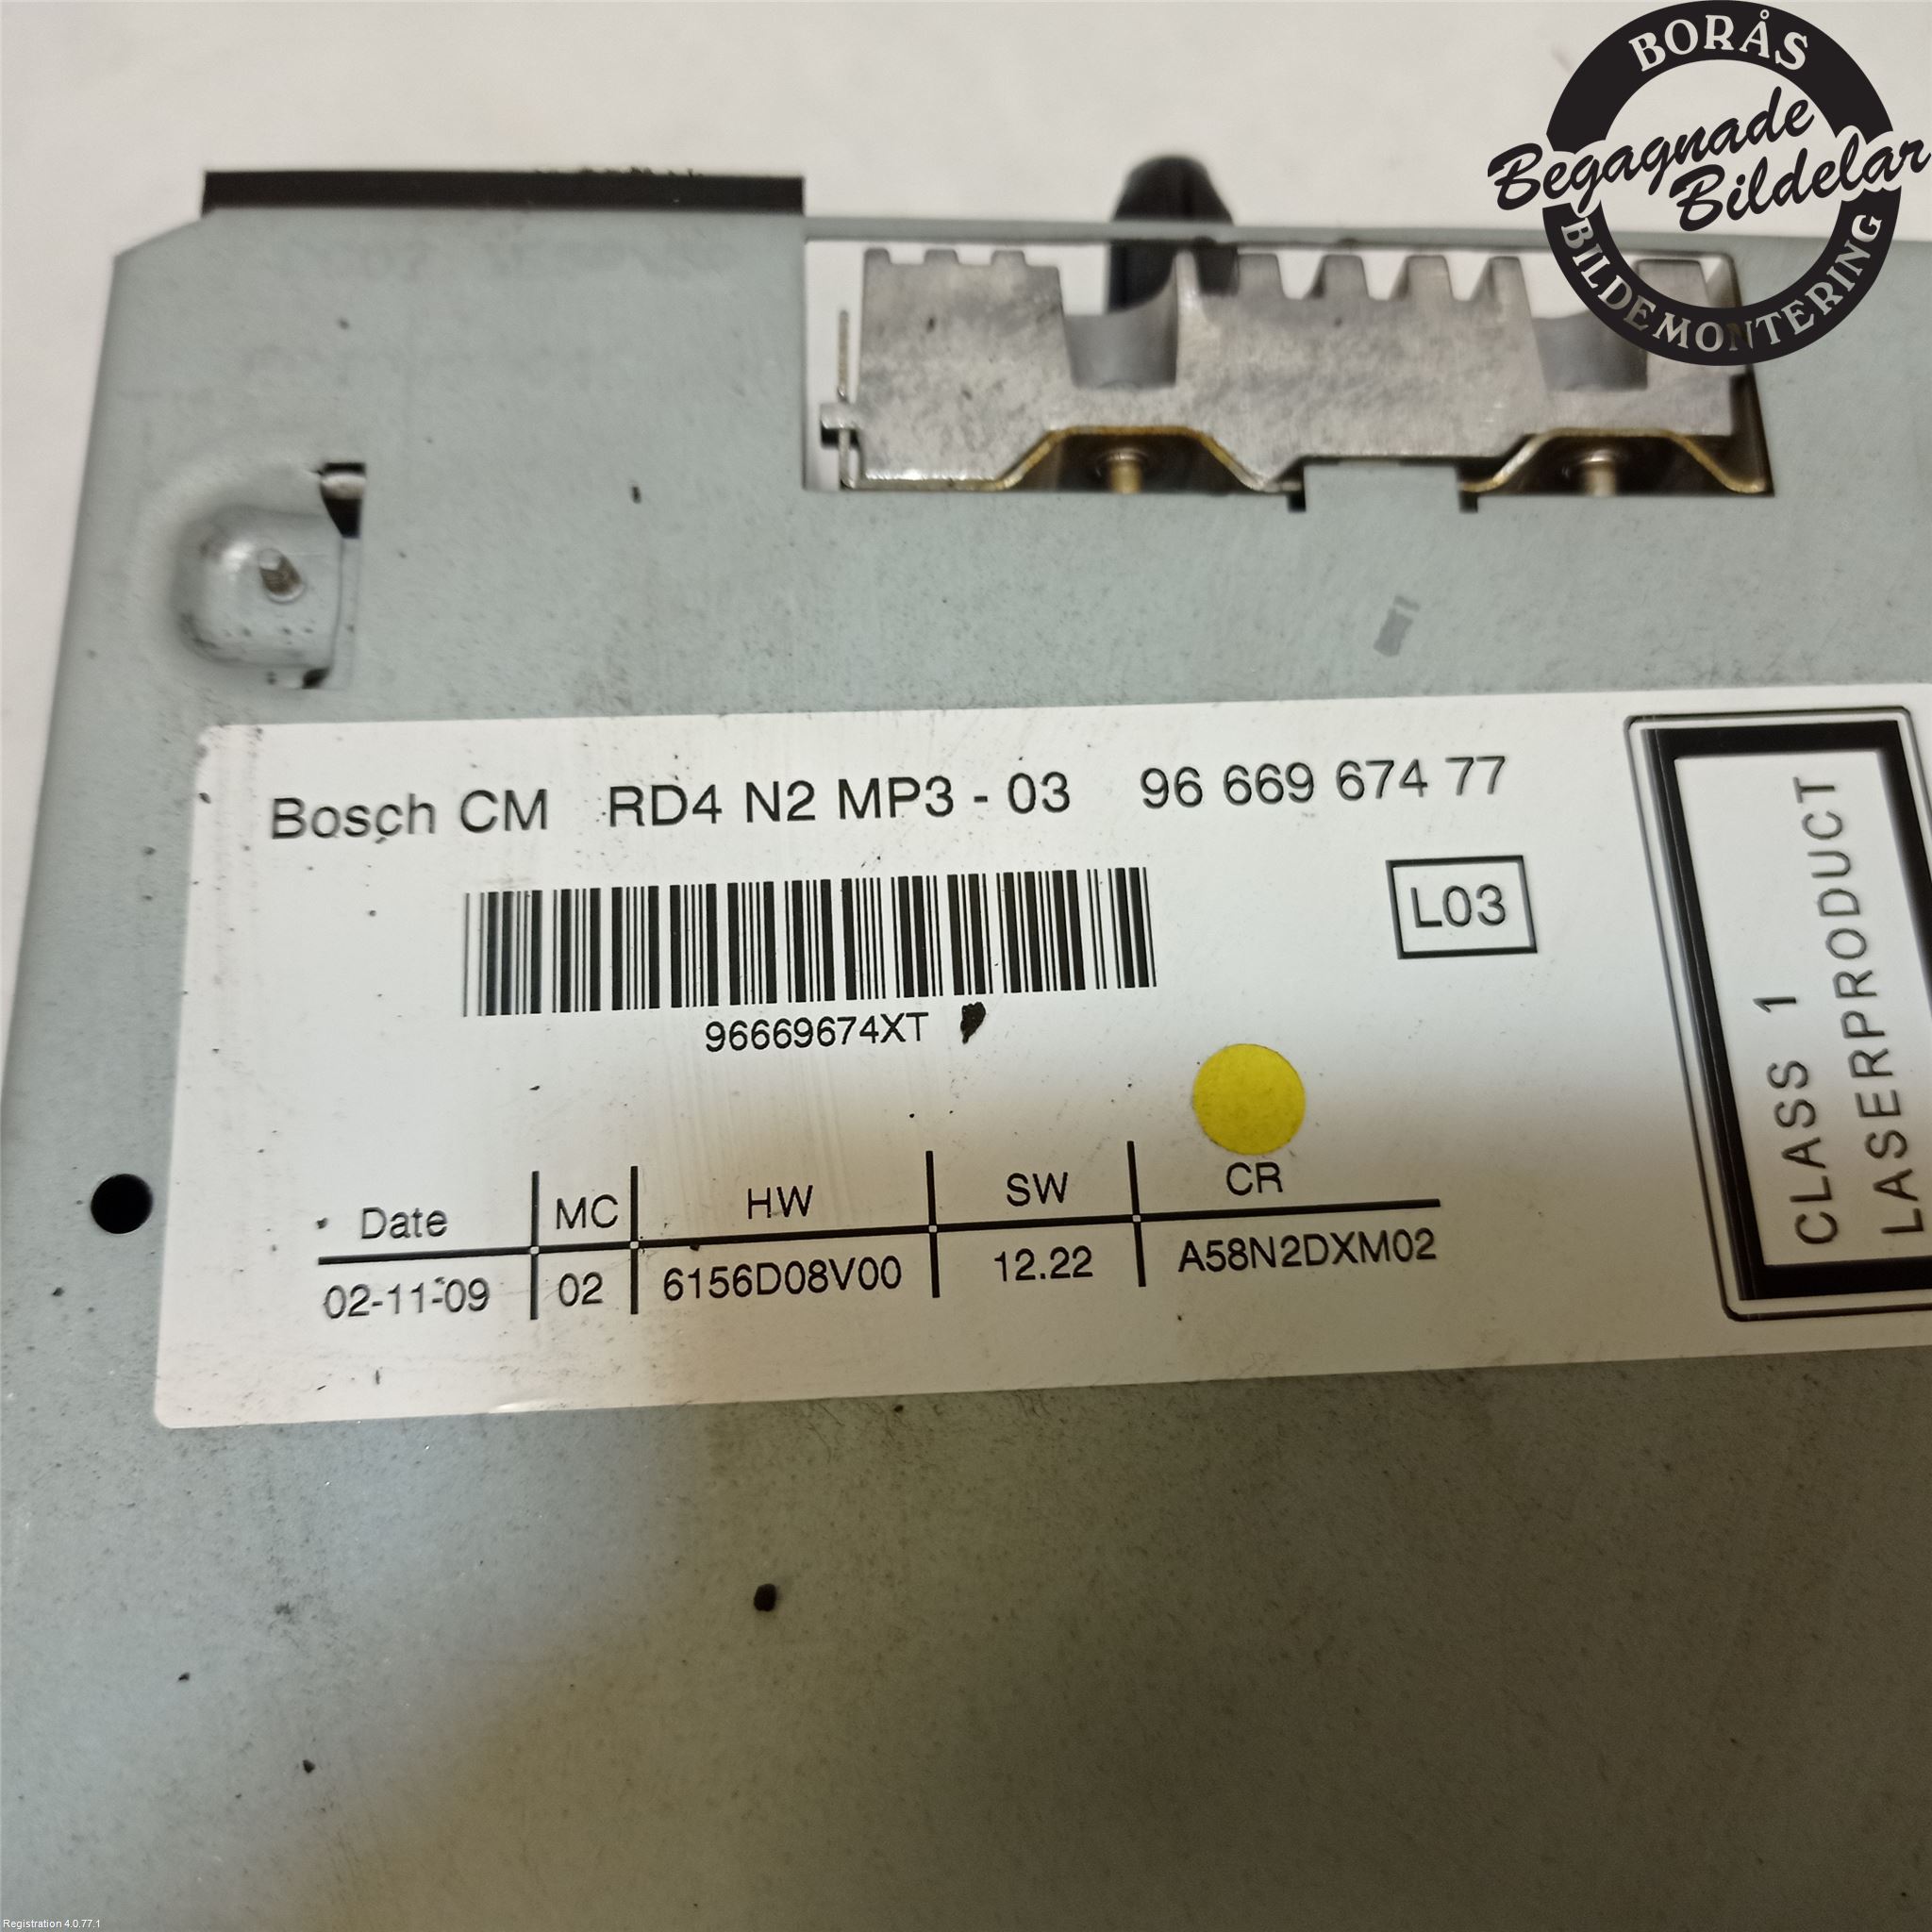 BORÅS
Begagnade
Bildelar
BILDEMONTERING
Bosch CM RD4 N2 MP3 - 03 96 669 674 77
L03
96669674XT
CLASS 1
LASERPRODUCT
Date MC HW SW CR
02-11-09 02 6156D08V00 12.22 A58N2DXM02
Registration 4.0.77.1